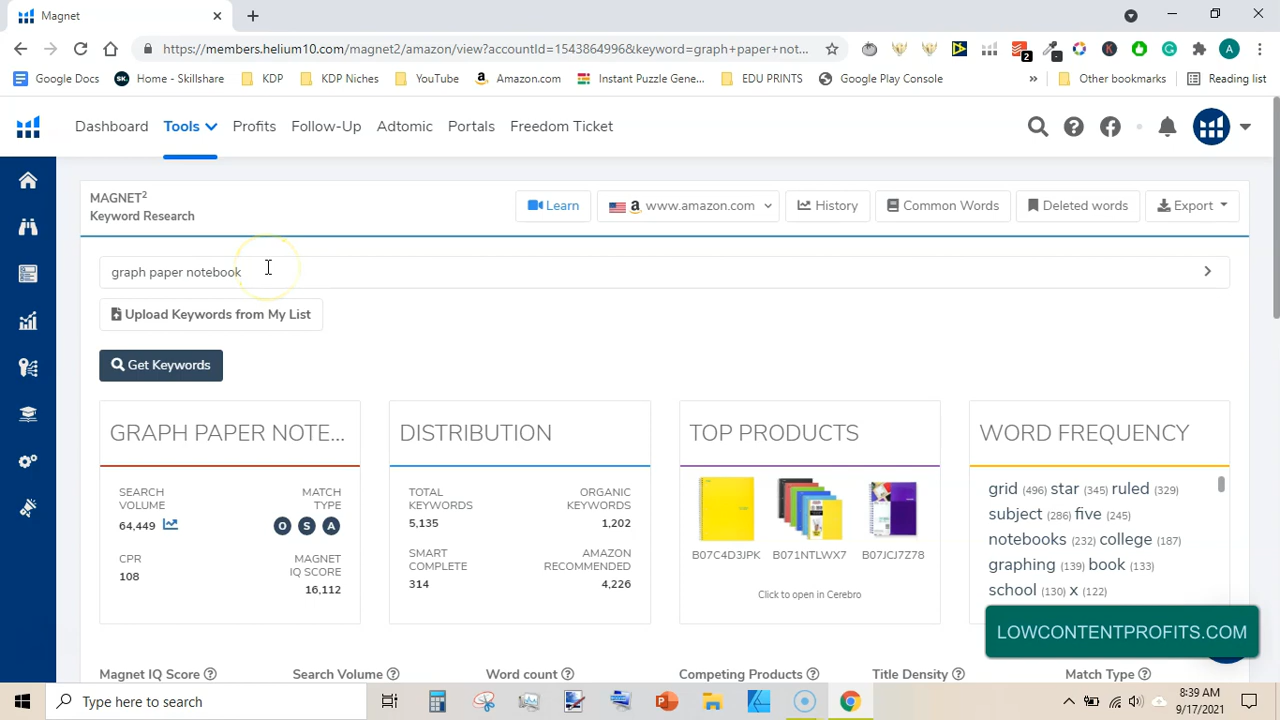 Magnet
https://members.helium10.com/magnet2/amazon/view?accountId=1543864996&keyword=graph+paper+not...
2
A
Google Docs
SK.
Home - Skillshare
KDP
KDP Niches
YouTube
Amazon.com
Instant Puzzle Gene...
EDU PRINTS
Google Play Console
»
Other bookmarks
Reading list
Dashboard
Tools
Profits
Follow-Up
Adtomic
Portals
Freedom Ticket
MAGNET2
Keyword Research
Learn
www.amazon.com
History
Common Words
Deleted words
Export
graph paper notebook
Upload Keywords from My List
Get Keywords
GRAPH PAPER NOTE...
SEARCH VOLUME
64,449
MATCH TYPE
O S A
CPR
108
MAGNET IQ SCORE
16,112
DISTRIBUTION
TOTAL KEYWORDS
5,135
ORGANIC KEYWORDS
1,202
SMART COMPLETE
314
AMAZON RECOMMENDED
4,226
TOP PRODUCTS
B07C4D3JPK
B071NTLWX7
B07JCJ7Z78
Click to open in Cerebro
WORD FREQUENCY
grid (496) star (345) ruled (329)
subject (286) five (245)
notebooks (232) college (187)
graphing (139) book (133)
school (130) x (122)
LOWCONTENTPROFITS.COM
Magnet IQ Score
Search Volume
Word count
Competing Products
Title Density
Match Type
Type here to search
8:39 AM
9/17/2021